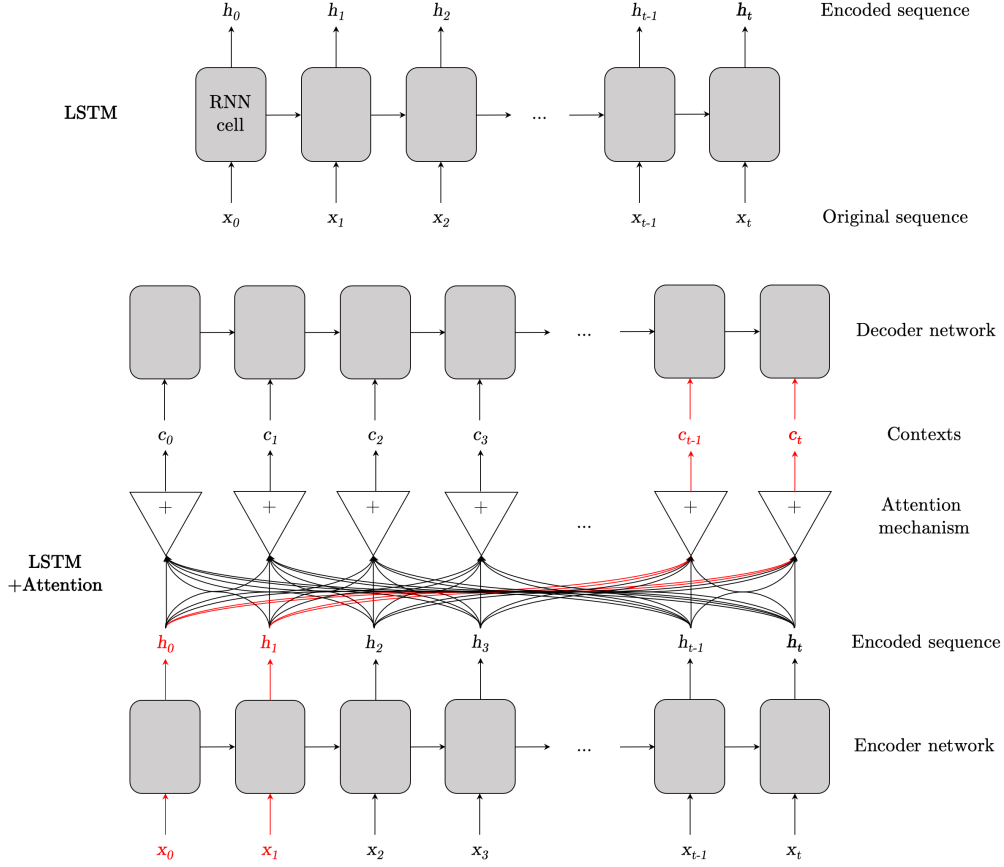 h0 h1 h2 ht-1 ht Encoded sequence
LSTM
RNN
cell
...
x0 x1 x2 xt-1 xt Original sequence
... Decoder network
c0 c1 c2 c3 ct-1 ct Contexts
+ + + + + + Attention
mechanism
...
LSTM
+Attention
h0 h1 h2 h3 ht-1 ht Encoded sequence
... Encoder network
x0 x1 x2 x3 xt-1 xt